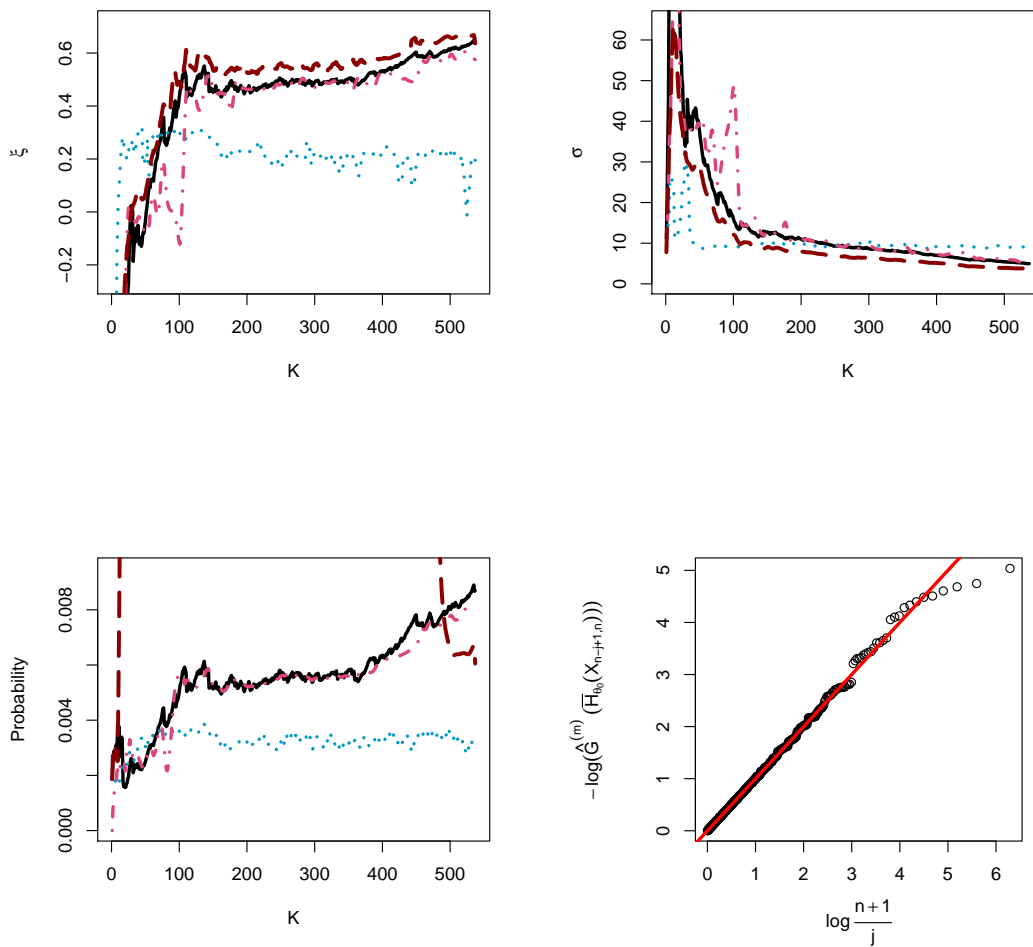 ξ
−0.2 0.0 0.2 0.4 0.6
0 100 200 300 400 500
K
σ
0 10 20 30 40 50 60
0 100 200 300 400 500
K
Probability
0.000 0.004 0.008
0 100 200 300 400 500
K
− log(Ĝ^(m) (H̅_θ̂₀(X_n−j+1,n)))
0 1 2 3 4 5
0 1 2 3 4 5 6
log (n + 1)/j